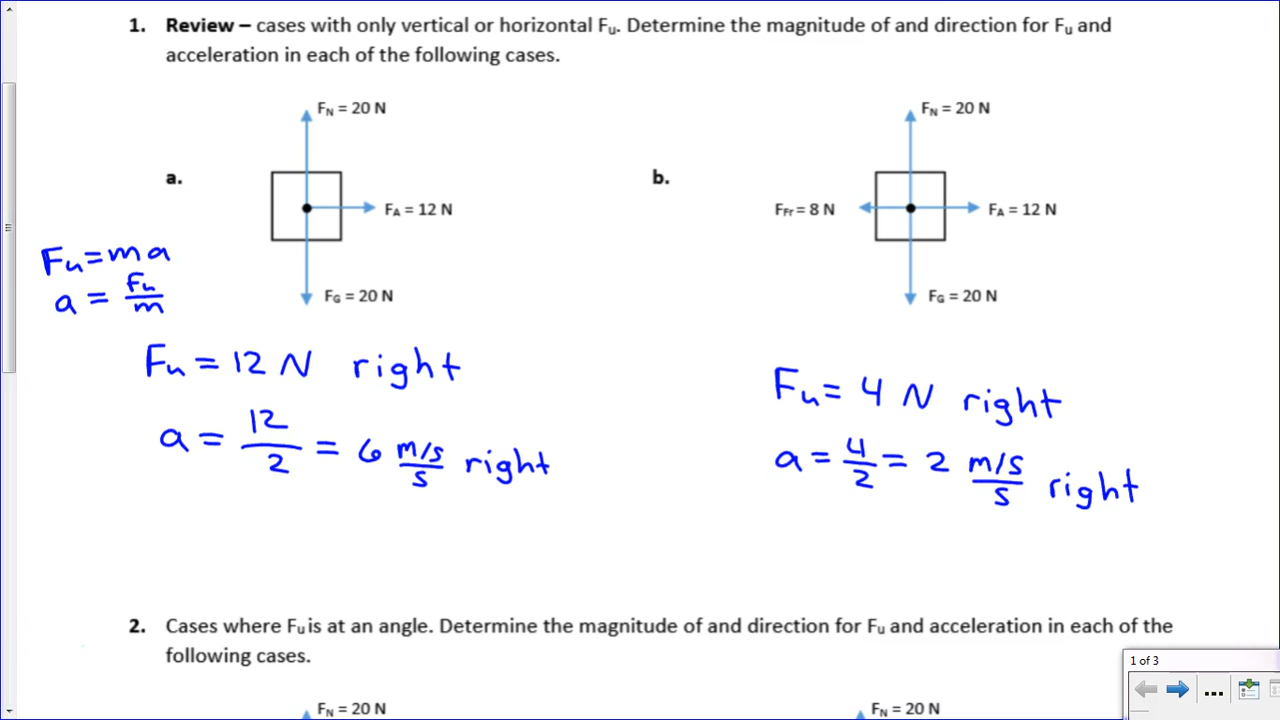 1. Review – cases with only vertical or horizontal Fu. Determine the magnitude of and direction for Fu and
acceleration in each of the following cases.
FN = 20 N
FN = 20 N
a.
b.
FA = 12 N
FFr = 8 N
FA = 12 N
Fu = ma
a = Fu/m
FG = 20 N
FG = 20 N
Fu = 12 N right
a = 12/2 = 6 m/s/s right
Fu = 4 N right
a = 4/2 = 2 m/s/s right
2. Cases where Fu is at an angle. Determine the magnitude of and direction for Fu and acceleration in each of the
following cases.
1 of 3
FN = 20 N
FN = 20 N